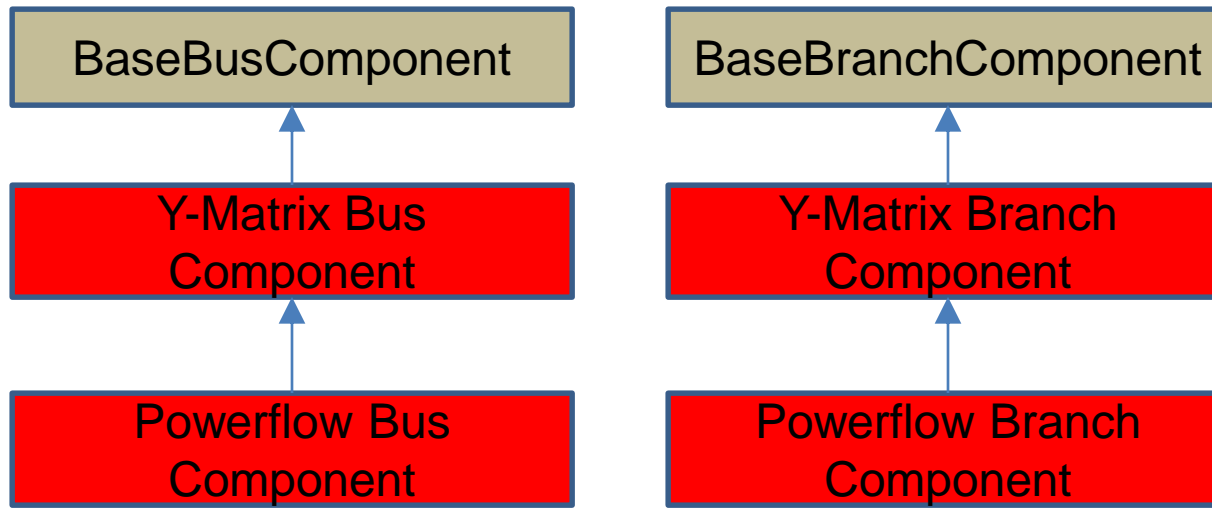 BaseBusComponent
BaseBranchComponent
Y-Matrix Bus
Component
Y-Matrix Branch
Component
Powerflow Bus
Component
Powerflow Branch
Component